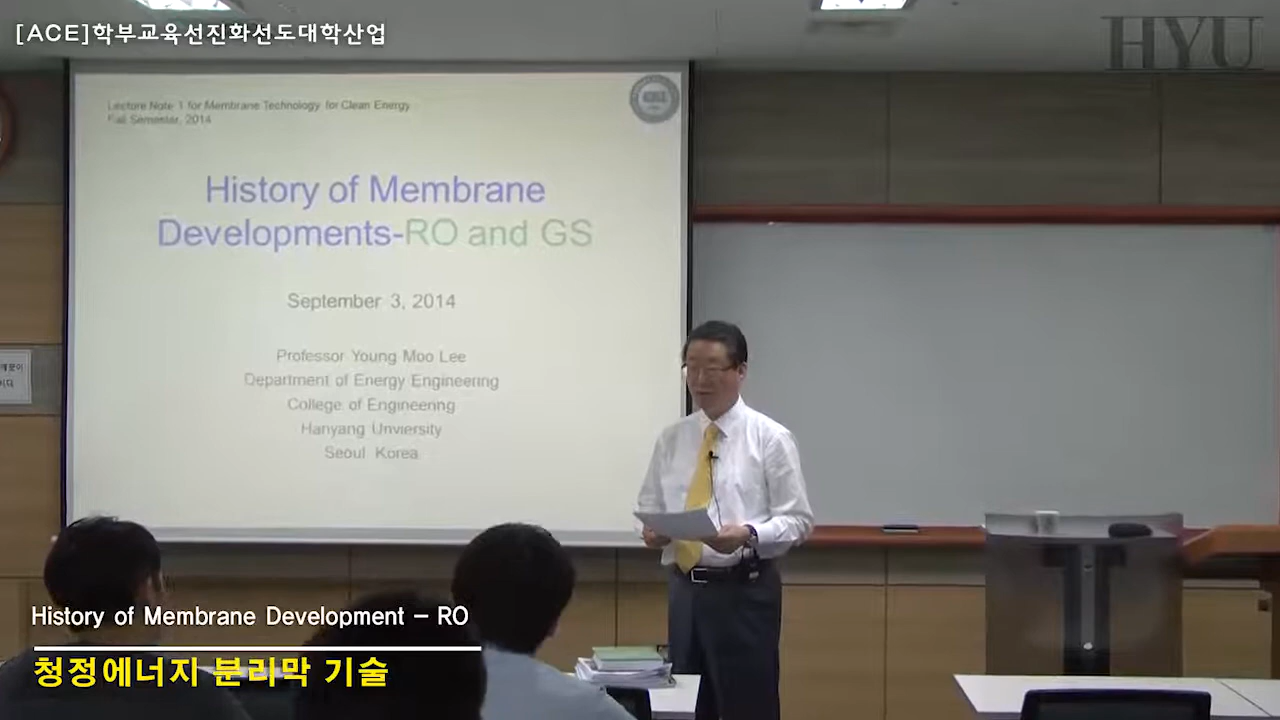 [ACE]학부교육선진화선도대학산업
HYU
Lecture Note 1 for Membrane Technology for Clean Energy
Fall Semester, 2014
History of Membrane
Developments-RO and GS
September 3, 2014
Professor Young Moo Lee
Department of Energy Engineering
College of Engineering
Hanyang Unviersity
Seoul Korea
History of Membrane Development – RO
청정에너지 분리막 기술